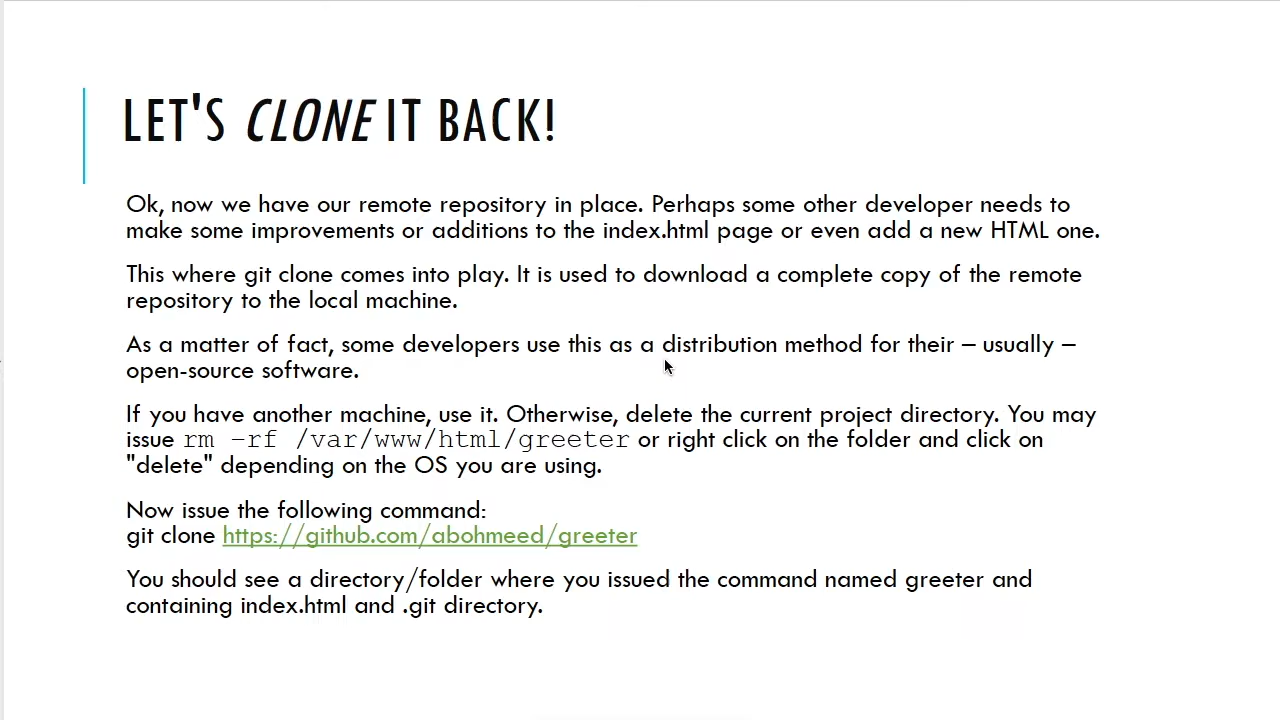 LET'S CLONE IT BACK!
Ok, now we have our remote repository in place. Perhaps some other developer needs to
make some improvements or additions to the index.html page or even add a new HTML one.
This where git clone comes into play. It is used to download a complete copy of the remote
repository to the local machine.
As a matter of fact, some developers use this as a distribution method for their – usually –
open-source software.
If you have another machine, use it. Otherwise, delete the current project directory. You may
issue rm –rf /var/www/html/greeter or right click on the folder and click on
"delete" depending on the OS you are using.
Now issue the following command:
git clone https://github.com/abohmeed/greeter
You should see a directory/folder where you issued the command named greeter and
containing index.html and .git directory.